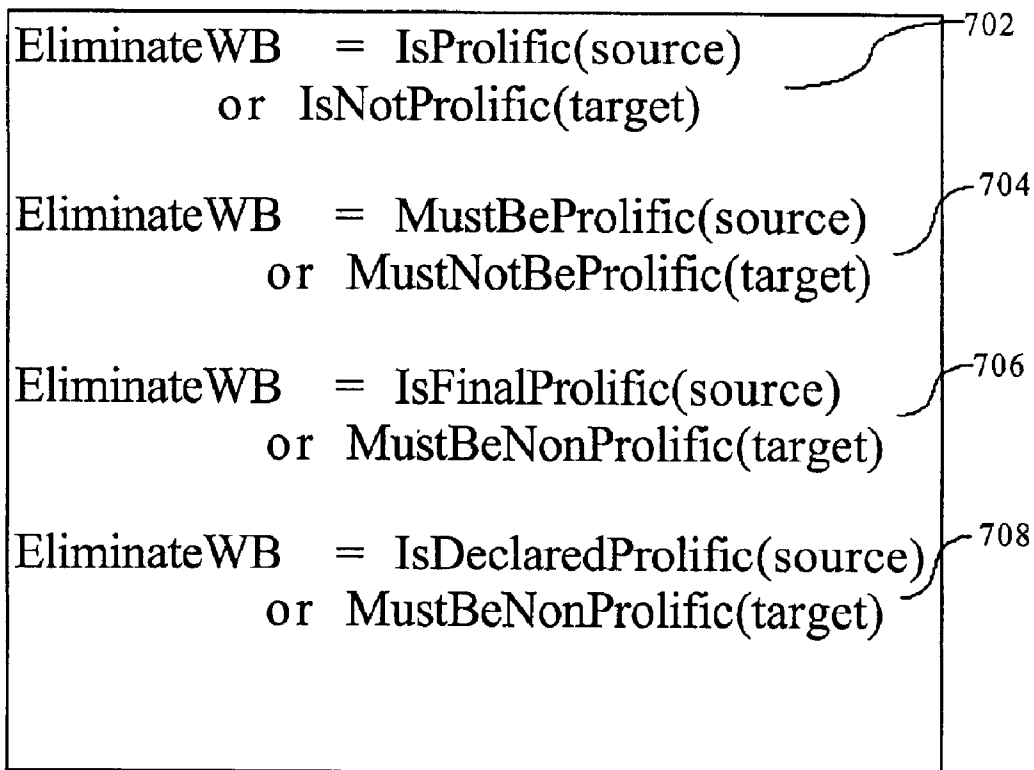 EliminateWB = IsProlific(source) 702
or IsNotProlific(target)
EliminateWB = MustBeProlific(source) 704
or MustNotBeProlific(target)
EliminateWB = IsFinalProlific(source) 706
or MustBeNonProlific(target)
EliminateWB = IsDeclaredProlific(source) 708
or MustBeNonProlific(target)